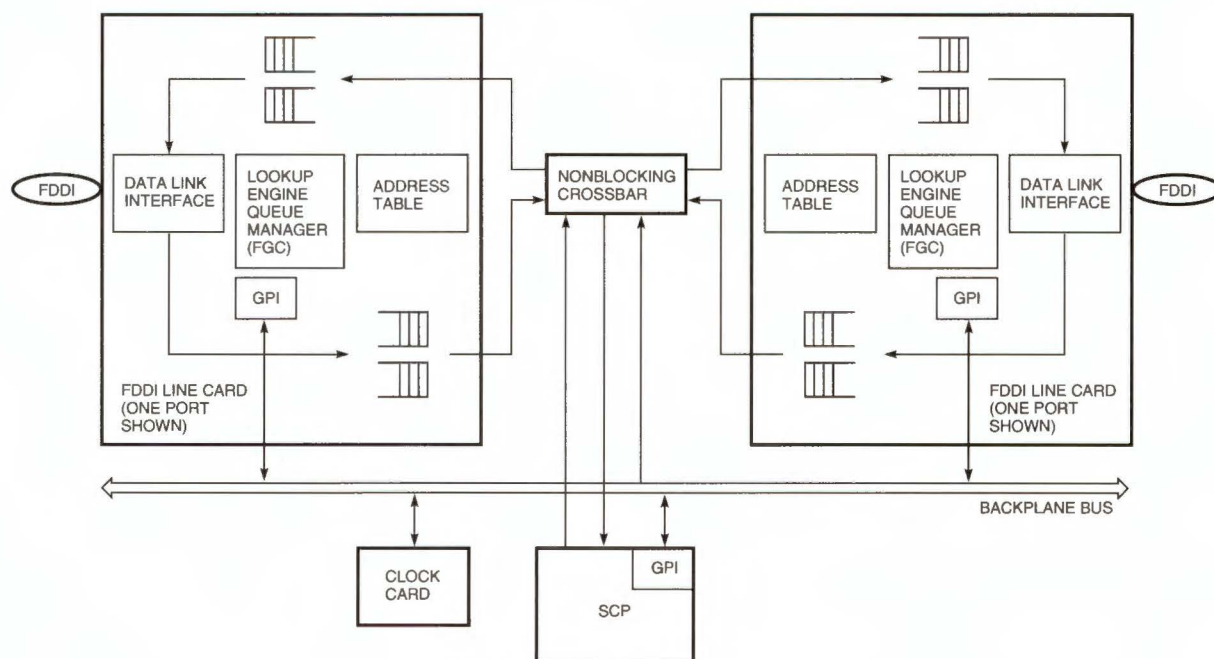 FDDI
DATA LINK
INTERFACE
LOOKUP
ENGINE
QUEUE
MANAGER
(FGC)
ADDRESS
TABLE
GPI
FDDI LINE CARD
(ONE PORT
SHOWN)
NONBLOCKING
CROSSBAR
ADDRESS
TABLE
LOOKUP
ENGINE
QUEUE
MANAGER
(FGC)
DATA LINK
INTERFACE
FDDI
GPI
FDDI LINE CARD
(ONE PORT
SHOWN)
BACKPLANE BUS
CLOCK
CARD
GPI
SCP